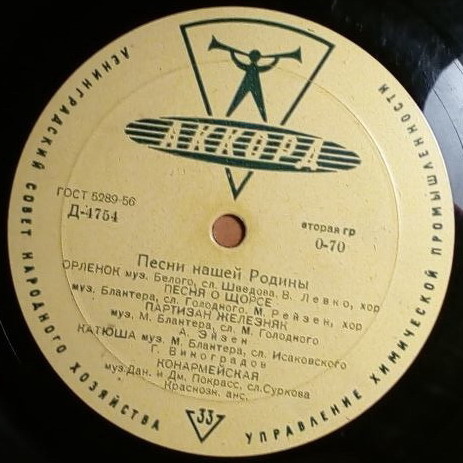 ЛЕНИНГРАДСКИЙ СОВЕТ НАРОДНОГО ХОЗЯЙСТВА
УПРАВЛЕНИЕ ХИМИЧЕСКОЙ ПРОМЫШЛЕННОСТИ
АККОРД
ГОСТ 5289-56
Д-4754
вторая гр
0-70
Песни нашей Родины
ОРЛЕНОК муз. Белого, сл. Шведова. В. Левко, хор
ПЕСНЯ О ЩОРСЕ
муз. Блантера, сл. Голодного. М. Рейзен, хор
ПАРТИЗАН ЖЕЛЕЗНЯК
муз. М. Блантера, сл. М. Голодного
А. Эйзен
КАТЮША муз. М. Блантера, сл. Исаковского
Г. Виноградов
КОНАРМЕЙСКАЯ
муз. Дан. и Дм. Покрасс, сл. Суркова
Краснозн. анс.
33